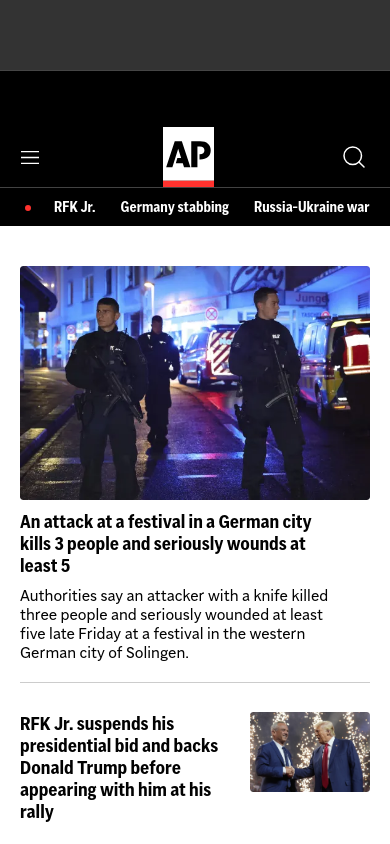 AP
RFK Jr. Germany stabbing Russia-Ukraine war
City
Junge
An attack at a festival in a German city
kills 3 people and seriously wounds at
least 5
Authorities say an attacker with a knife killed
three people and seriously wounded at least
five late Friday at a festival in the western
German city of Solingen.
RFK Jr. suspends his
presidential bid and backs
Donald Trump before
appearing with him at his
rally